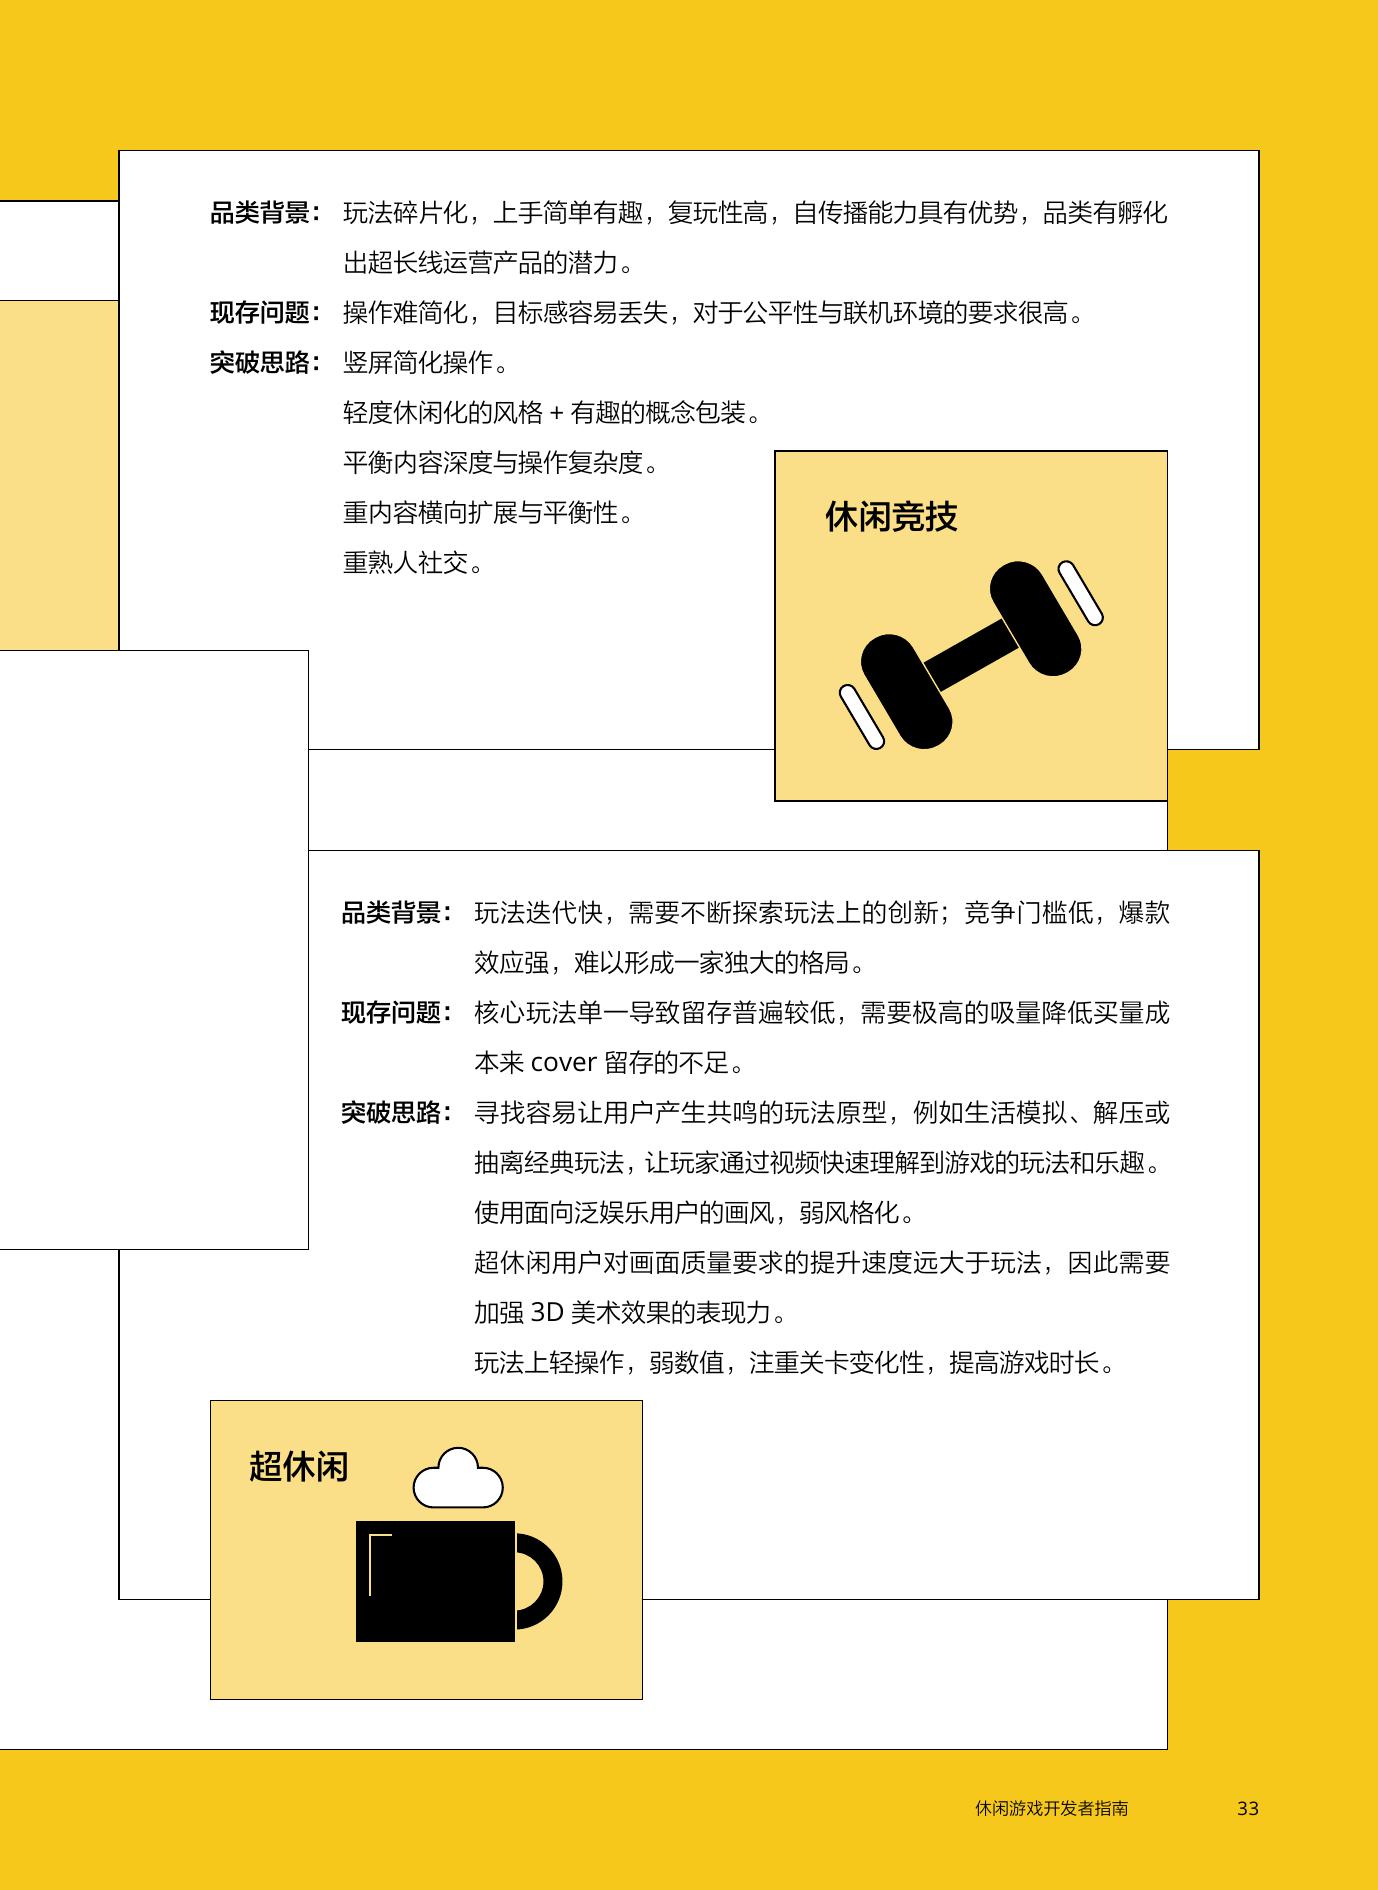 品类背景：玩法碎片化，上手简单有趣，复玩性高，自传播能力具有优势，品类有孵化
出超长线运营产品的潜力。
现存问题：操作难简化，目标感容易丢失，对于公平性与联机环境的要求很高。
突破思路：竖屏简化操作。
轻度休闲化的风格 + 有趣的概念包装。
平衡内容深度与操作复杂度。
重内容横向扩展与平衡性。
重熟人社交。
休闲竞技
品类背景：玩法迭代快，需要不断探索玩法上的创新；竞争门槛低，爆款
效应强，难以形成一家独大的格局。
现存问题：核心玩法单一导致留存普遍较低，需要极高的吸量降低买量成
本来 cover 留存的不足。
突破思路：寻找容易让用户产生共鸣的玩法原型，例如生活模拟、解压或
抽离经典玩法，让玩家通过视频快速理解到游戏的玩法和乐趣。
使用面向泛娱乐用户的画风，弱风格化。
超休闲用户对画面质量要求的提升速度远大于玩法，因此需要
加强 3D 美术效果的表现力。
玩法上轻操作，弱数值，注重关卡变化性，提高游戏时长。
超休闲
休闲游戏开发者指南 33